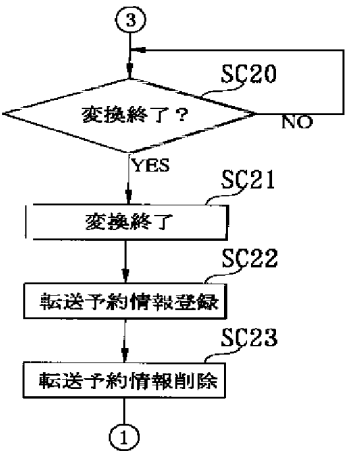 ③
SC20
変換終了？
NO
YES
SC21
変換終了
SC22
転送予約情報登録
SC23
転送予約情報削除
①